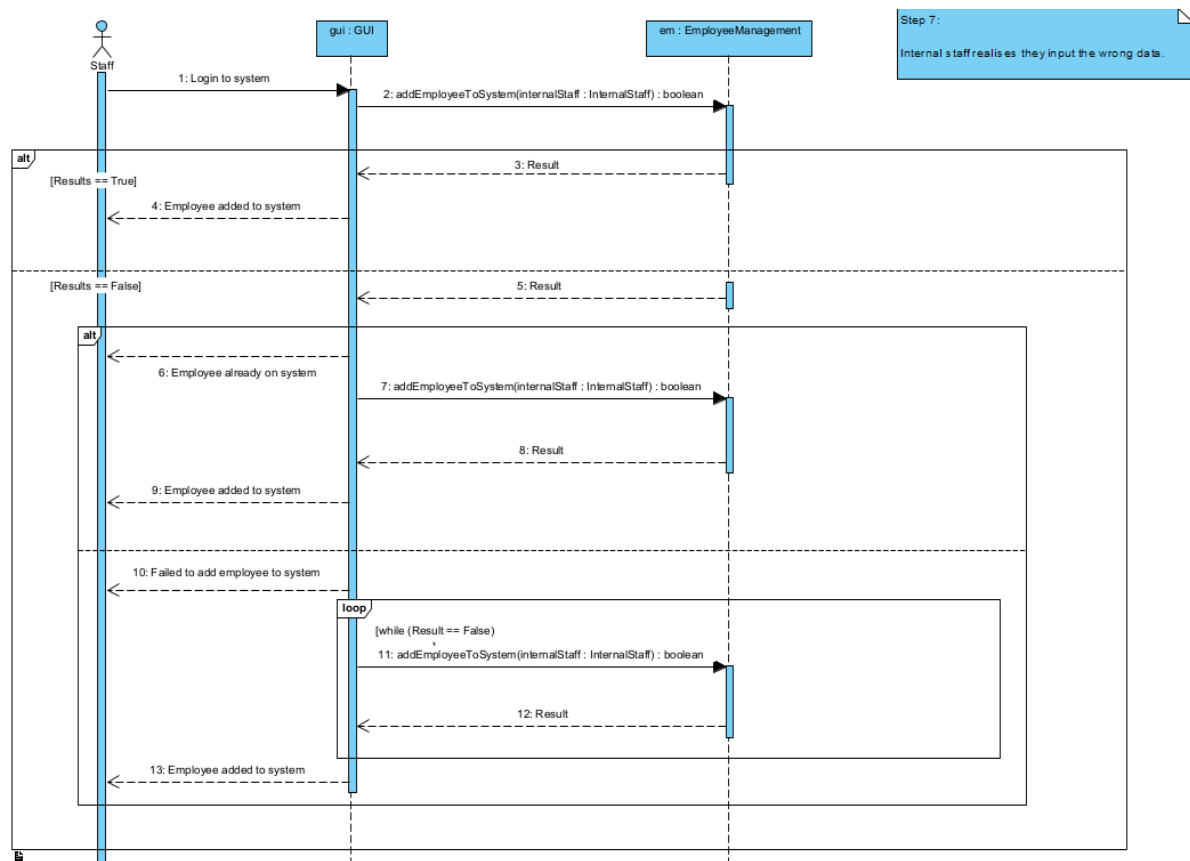 Step 7:
Internal staff realises they input the wrong data.
gui : GUI
em : EmployeeManagement
Staff
1: Login to system
2: addEmployeeToSystem(internalStaff : InternalStaff) : boolean
alt
3: Result
[Results == True]
4: Employee added to system
[Results == False]
5: Result
alt
6: Employee already on system
7: addEmployeeToSystem(internalStaff : InternalStaff) : boolean
8: Result
9: Employee added to system
10: Failed to add employee to system
loop
[while (Result == False)
11: addEmployeeToSystem(internalStaff : InternalStaff) : boolean
12: Result
13: Employee added to system